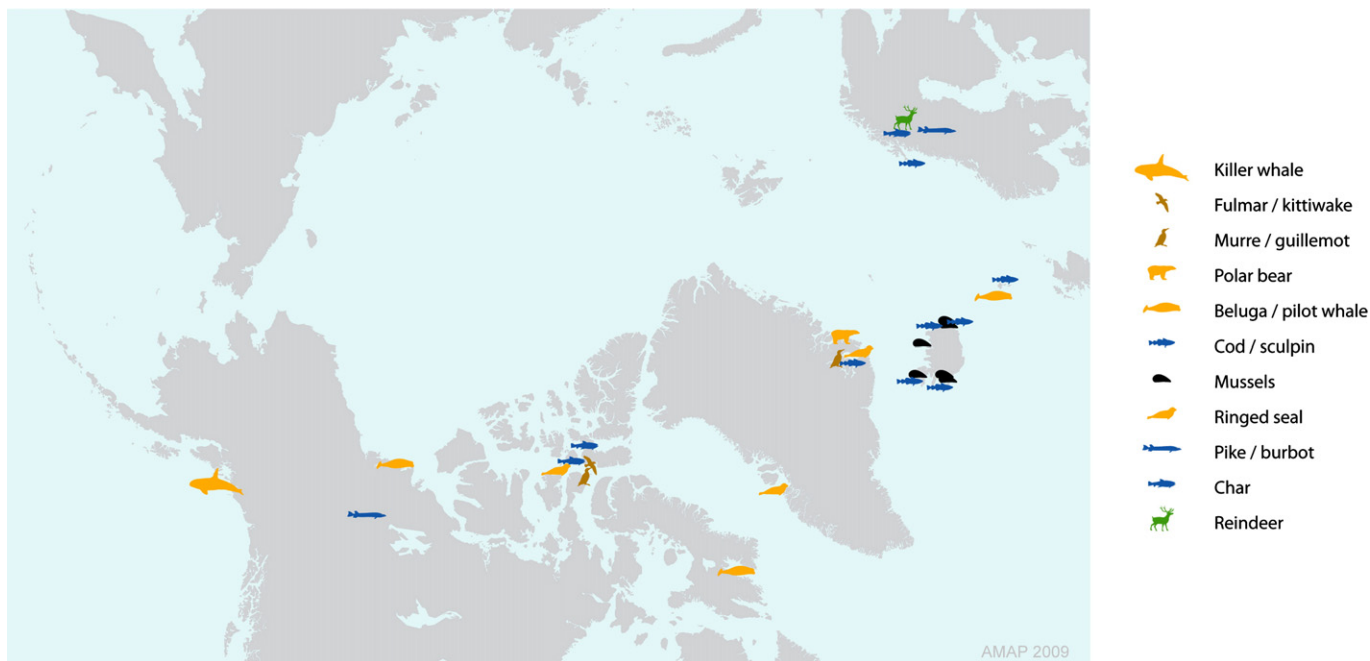 Killer whale
Fulmar / kittiwake
Murre / guillemot
Polar bear
Beluga / pilot whale
Cod / sculpin
Mussels
Ringed seal
Pike / burbot
Char
Reindeer
AMAP 2009